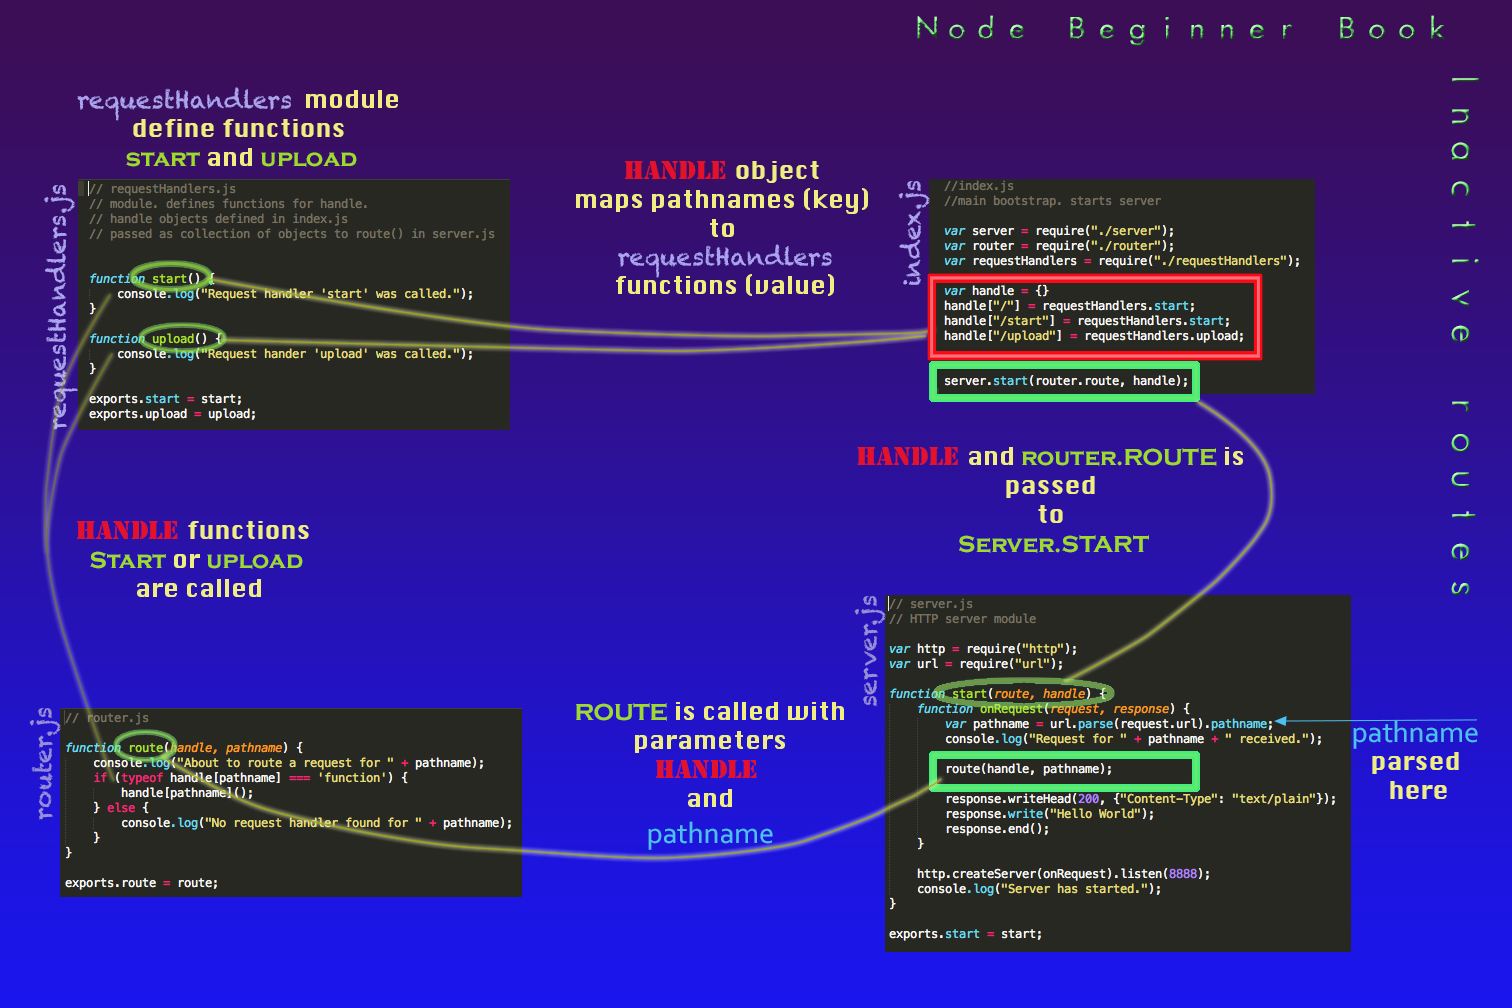 Node Beginner Book
Inactive routes
requestHandlers module
define functions
START and UPLOAD
requestHandlers.js
// requestHandlers.js
// module. defines functions for handle.
// handle objects defined in index.js
// passed as collection of objects to route() in server.js
function start() {
console.log("Request handler 'start' was called.");
}
function upload() {
console.log("Request hander 'upload' was called.");
}
exports.start = start;
exports.upload = upload;
HANDLE object
maps pathnames (key)
to
requestHandlers
functions (value)
index.js
//index.js
//main bootstrap. starts server
var server = require("./server");
var router = require("./router");
var requestHandlers = require("./requestHandlers");
var handle = {}
handle["/"] = requestHandlers.start;
handle["/start"] = requestHandlers.start;
handle["/upload"] = requestHandlers.upload;
server.start(router.route, handle);
HANDLE and ROUTER.ROUTE is
passed
to
SERVER.START
HANDLE functions
START or UPLOAD
are called
server.js
// server.js
// HTTP server module
var http = require("http");
var url = require("url");
function start(route, handle) {
function onRequest(request, response) {
var pathname = url.parse(request.url).pathname;
console.log("Request for " + pathname + " received.");
route(handle, pathname);
response.writeHead(200, {"Content-Type": "text/plain"});
response.write("Hello World");
response.end();
}
http.createServer(onRequest).listen(8888);
console.log("Server has started.");
}
exports.start = start;
pathname
parsed
here
ROUTE is called with
parameters
HANDLE
and
pathname
router.js
// router.js
function route(handle, pathname) {
console.log("About to route a request for " + pathname);
if (typeof handle[pathname] === 'function') {
handle[pathname]();
} else {
console.log("No request handler found for " + pathname);
}
}
exports.route = route;